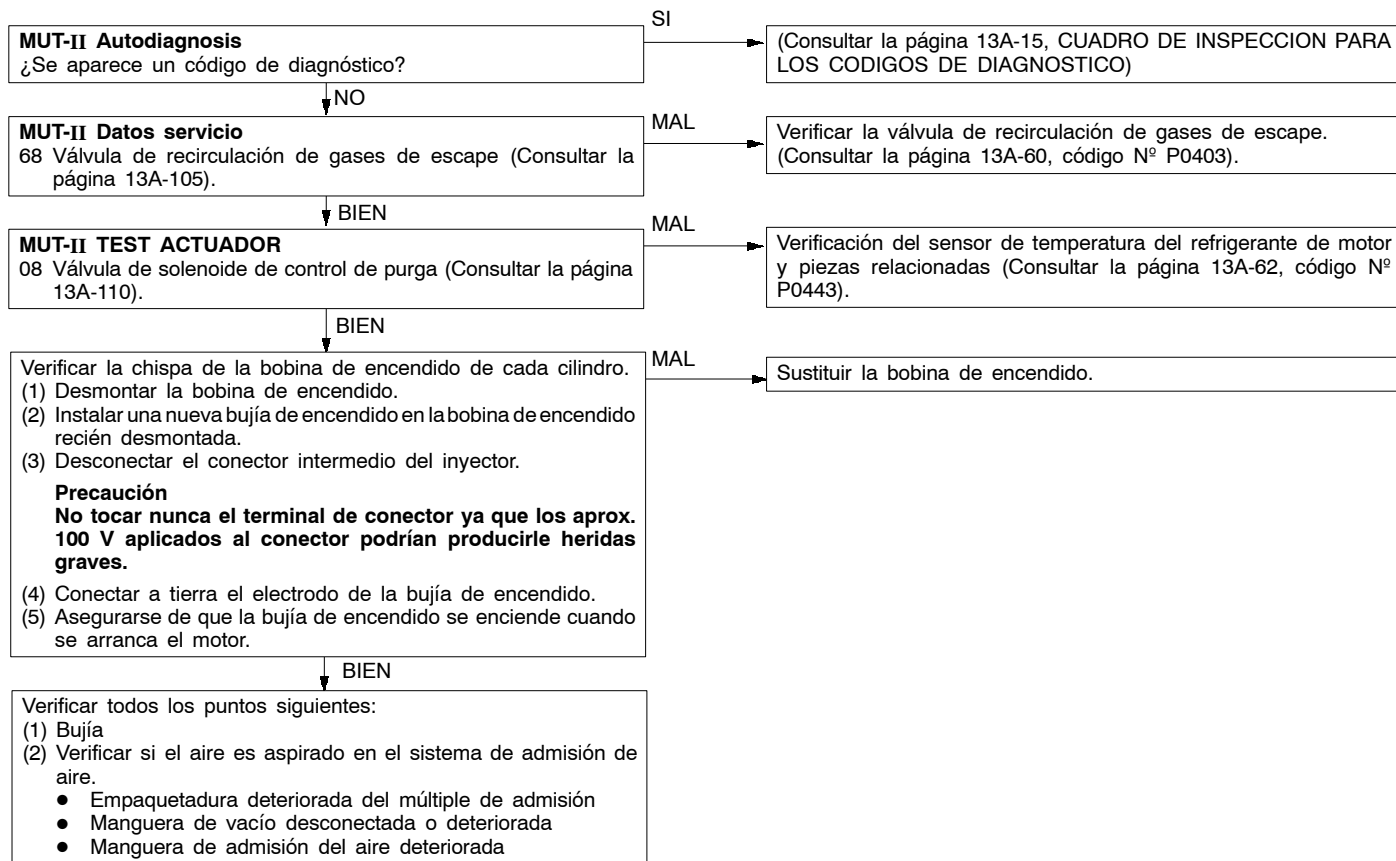 SI
MUT-II Autodiagnosis
¿Se aparece un código de diagnóstico?
(Consultar la página 13A-15, CUADRO DE INSPECCION PARA
LOS CODIGOS DE DIAGNOSTICO)
NO
MUT-II Datos servicio
68 Válvula de recirculación de gases de escape (Consultar la
página 13A-105).
MAL
Verificar la válvula de recirculación de gases de escape.
(Consultar la página 13A-60, código Nº P0403).
BIEN
MUT-II TEST ACTUADOR
08 Válvula de solenoide de control de purga (Consultar la página
13A-110).
MAL
Verificación del sensor de temperatura del refrigerante de motor
y piezas relacionadas (Consultar la página 13A-62, código Nº
P0443).
BIEN
Verificar la chispa de la bobina de encendido de cada cilindro.
(1) Desmontar la bobina de encendido.
(2) Instalar una nueva bujía de encendido en la bobina de encendido
recién desmontada.
(3) Desconectar el conector intermedio del inyector.
Precaución
No tocar nunca el terminal de conector ya que los aprox.
100 V aplicados al conector podrían producirle heridas
graves.
(4) Conectar a tierra el electrodo de la bujía de encendido.
(5) Asegurarse de que la bujía de encendido se enciende cuando
se arranca el motor.
MAL
Sustituir la bobina de encendido.
BIEN
Verificar todos los puntos siguientes:
(1) Bujía
(2) Verificar si el aire es aspirado en el sistema de admisión de
aire.
● Empaquetadura deteriorada del múltiple de admisión
● Manguera de vacío desconectada o deteriorada
● Manguera de admisión del aire deteriorada